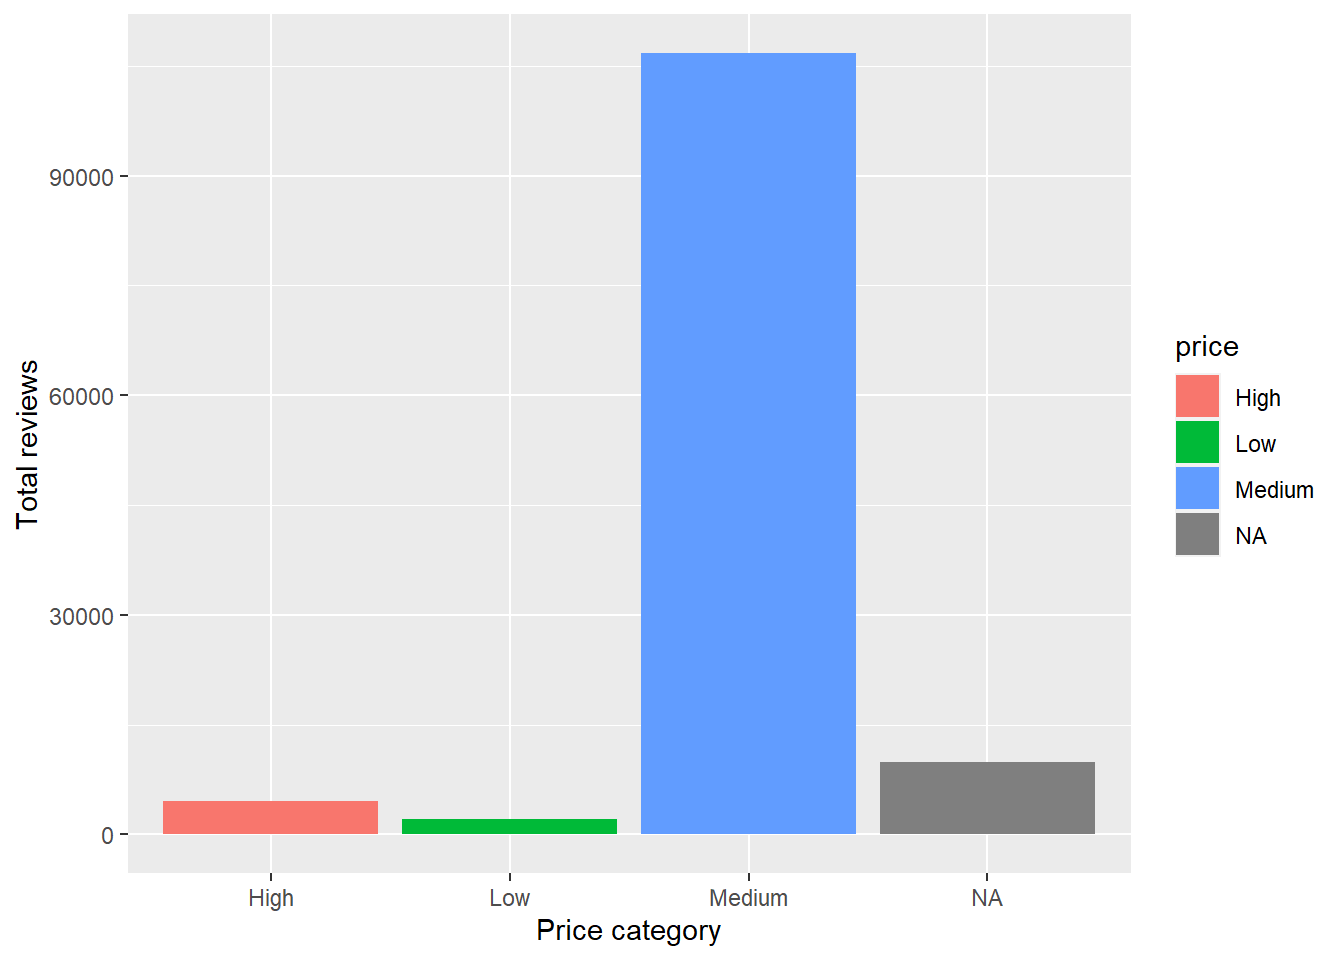 90000
60000
30000
0
Total reviews
High
Low
Medium
NA
Price category
price
High
Low
Medium
NA